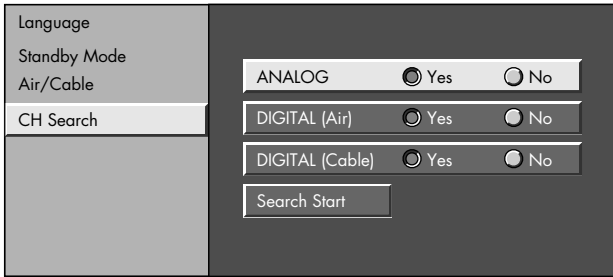 Language
Standby Mode
Air/Cable
CH Search
ANALOG Yes No
DIGITAL (Air) Yes No
DIGITAL (Cable) Yes No
Search Start